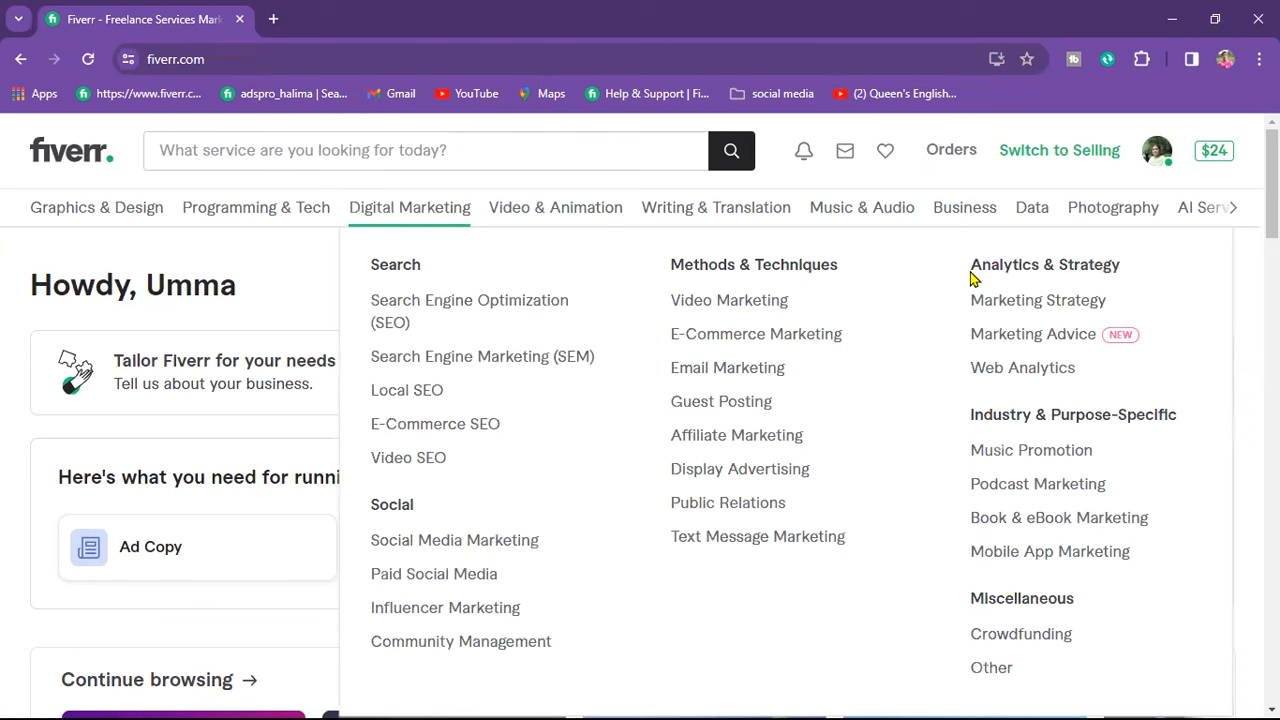 Fiverr - Freelance Services Mark
fiverr.com
Apps
https://www.fiverr.c...
adspro_halima | Sea...
Gmail
YouTube
Maps
Help & Support | Fi...
social media
(2) Queen's English...
fiverr.
What service are you looking for today?
Orders
Switch to Selling
$24
Graphics & Design
Programming & Tech
Digital Marketing
Video & Animation
Writing & Translation
Music & Audio
Business
Data
Photography
AI Serv
Howdy, Umma
Tailor Fiverr for your needs
Tell us about your business.
Here's what you need for runni
Ad Copy
Continue browsing →
Search
Search Engine Optimization
(SEO)
Search Engine Marketing (SEM)
Local SEO
E-Commerce SEO
Video SEO
Social
Social Media Marketing
Paid Social Media
Influencer Marketing
Community Management
Methods & Techniques
Video Marketing
E-Commerce Marketing
Email Marketing
Guest Posting
Affiliate Marketing
Display Advertising
Public Relations
Text Message Marketing
Analytics & Strategy
Marketing Strategy
Marketing Advice NEW
Web Analytics
Industry & Purpose-Specific
Music Promotion
Podcast Marketing
Book & eBook Marketing
Mobile App Marketing
Miscellaneous
Crowdfunding
Other